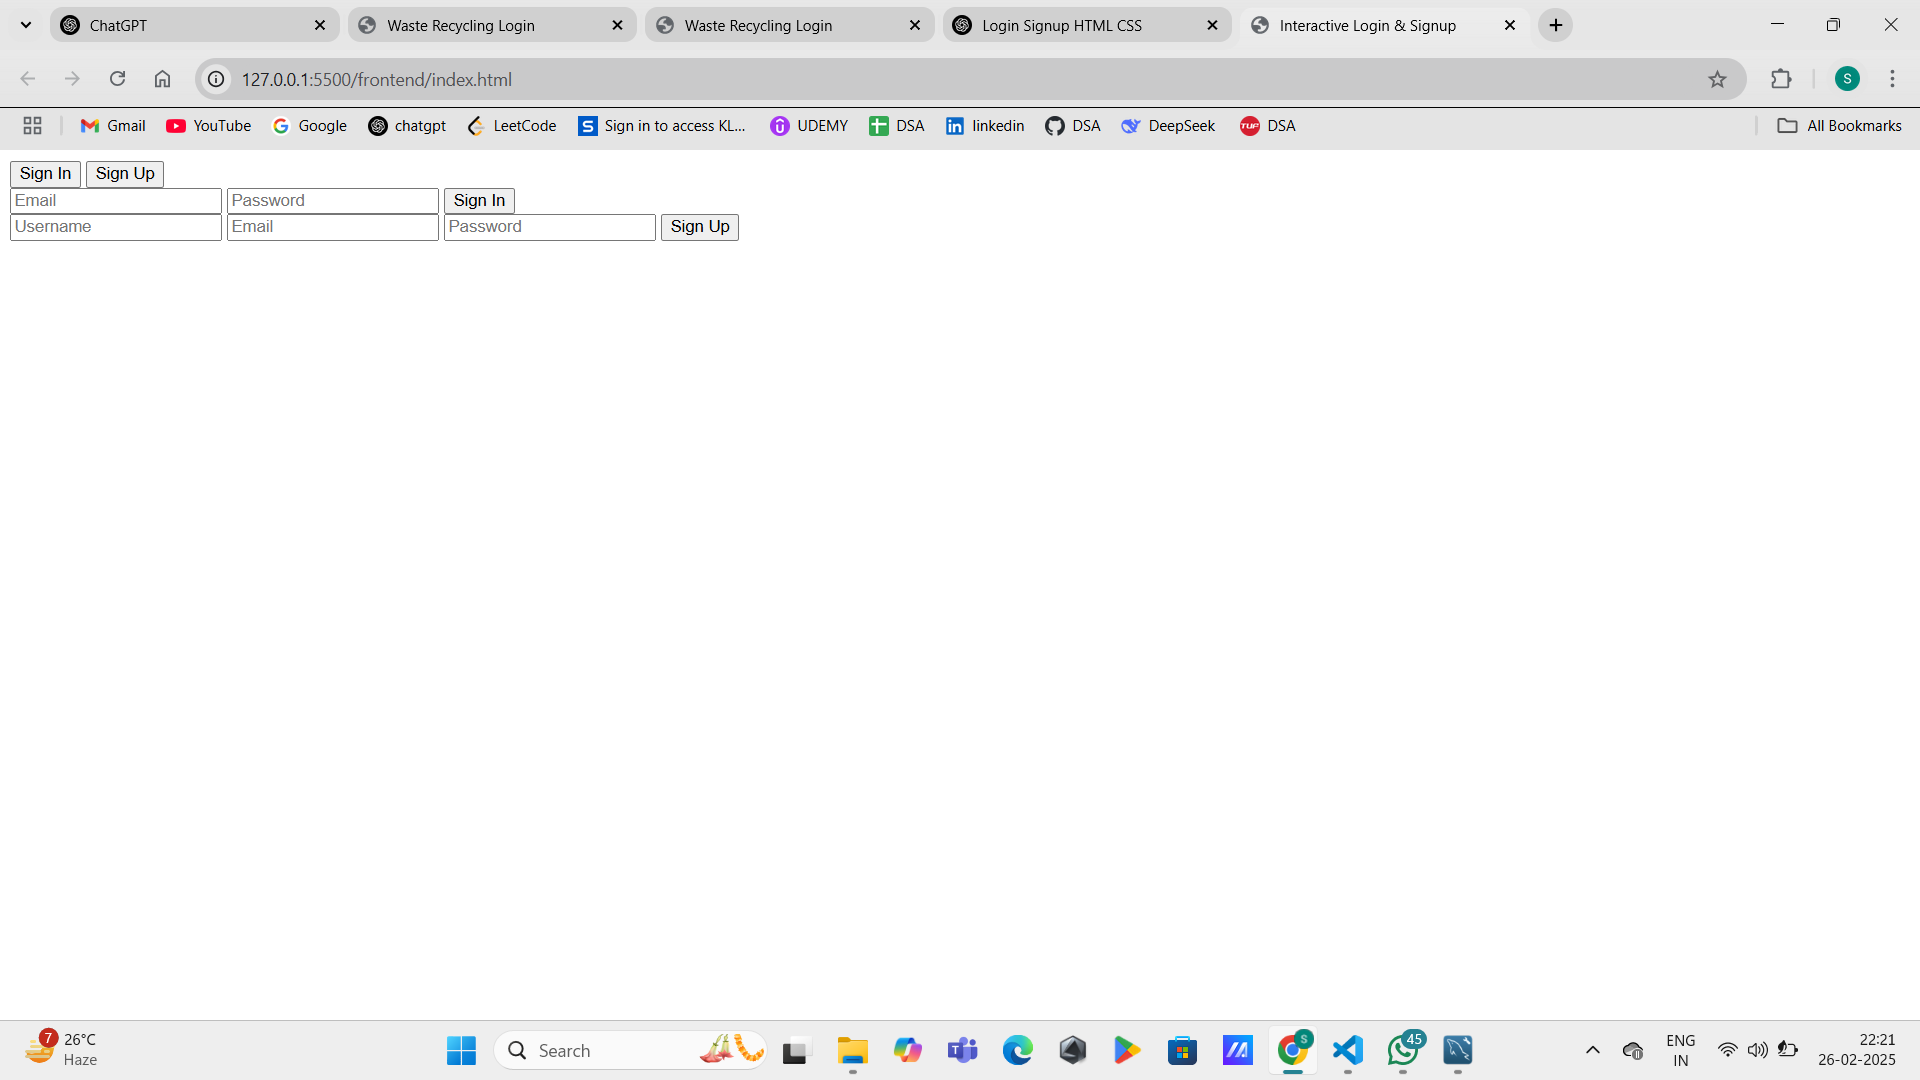 ChatGPT
Waste Recycling Login
Waste Recycling Login
Login Signup HTML CSS
Interactive Login & Signup
127.0.0.1:5500/frontend/index.html
S
Gmail
YouTube
Google
chatgpt
LeetCode
S Sign in to access KL...
UDEMY
DSA
in linkedin
DSA
DeepSeek
TUF DSA
All Bookmarks
Sign In Sign Up
Email Password Sign In
Username Email Password Sign Up
7 26°C
Haze
Search
S
45
ENG
IN
22:21
26-02-2025